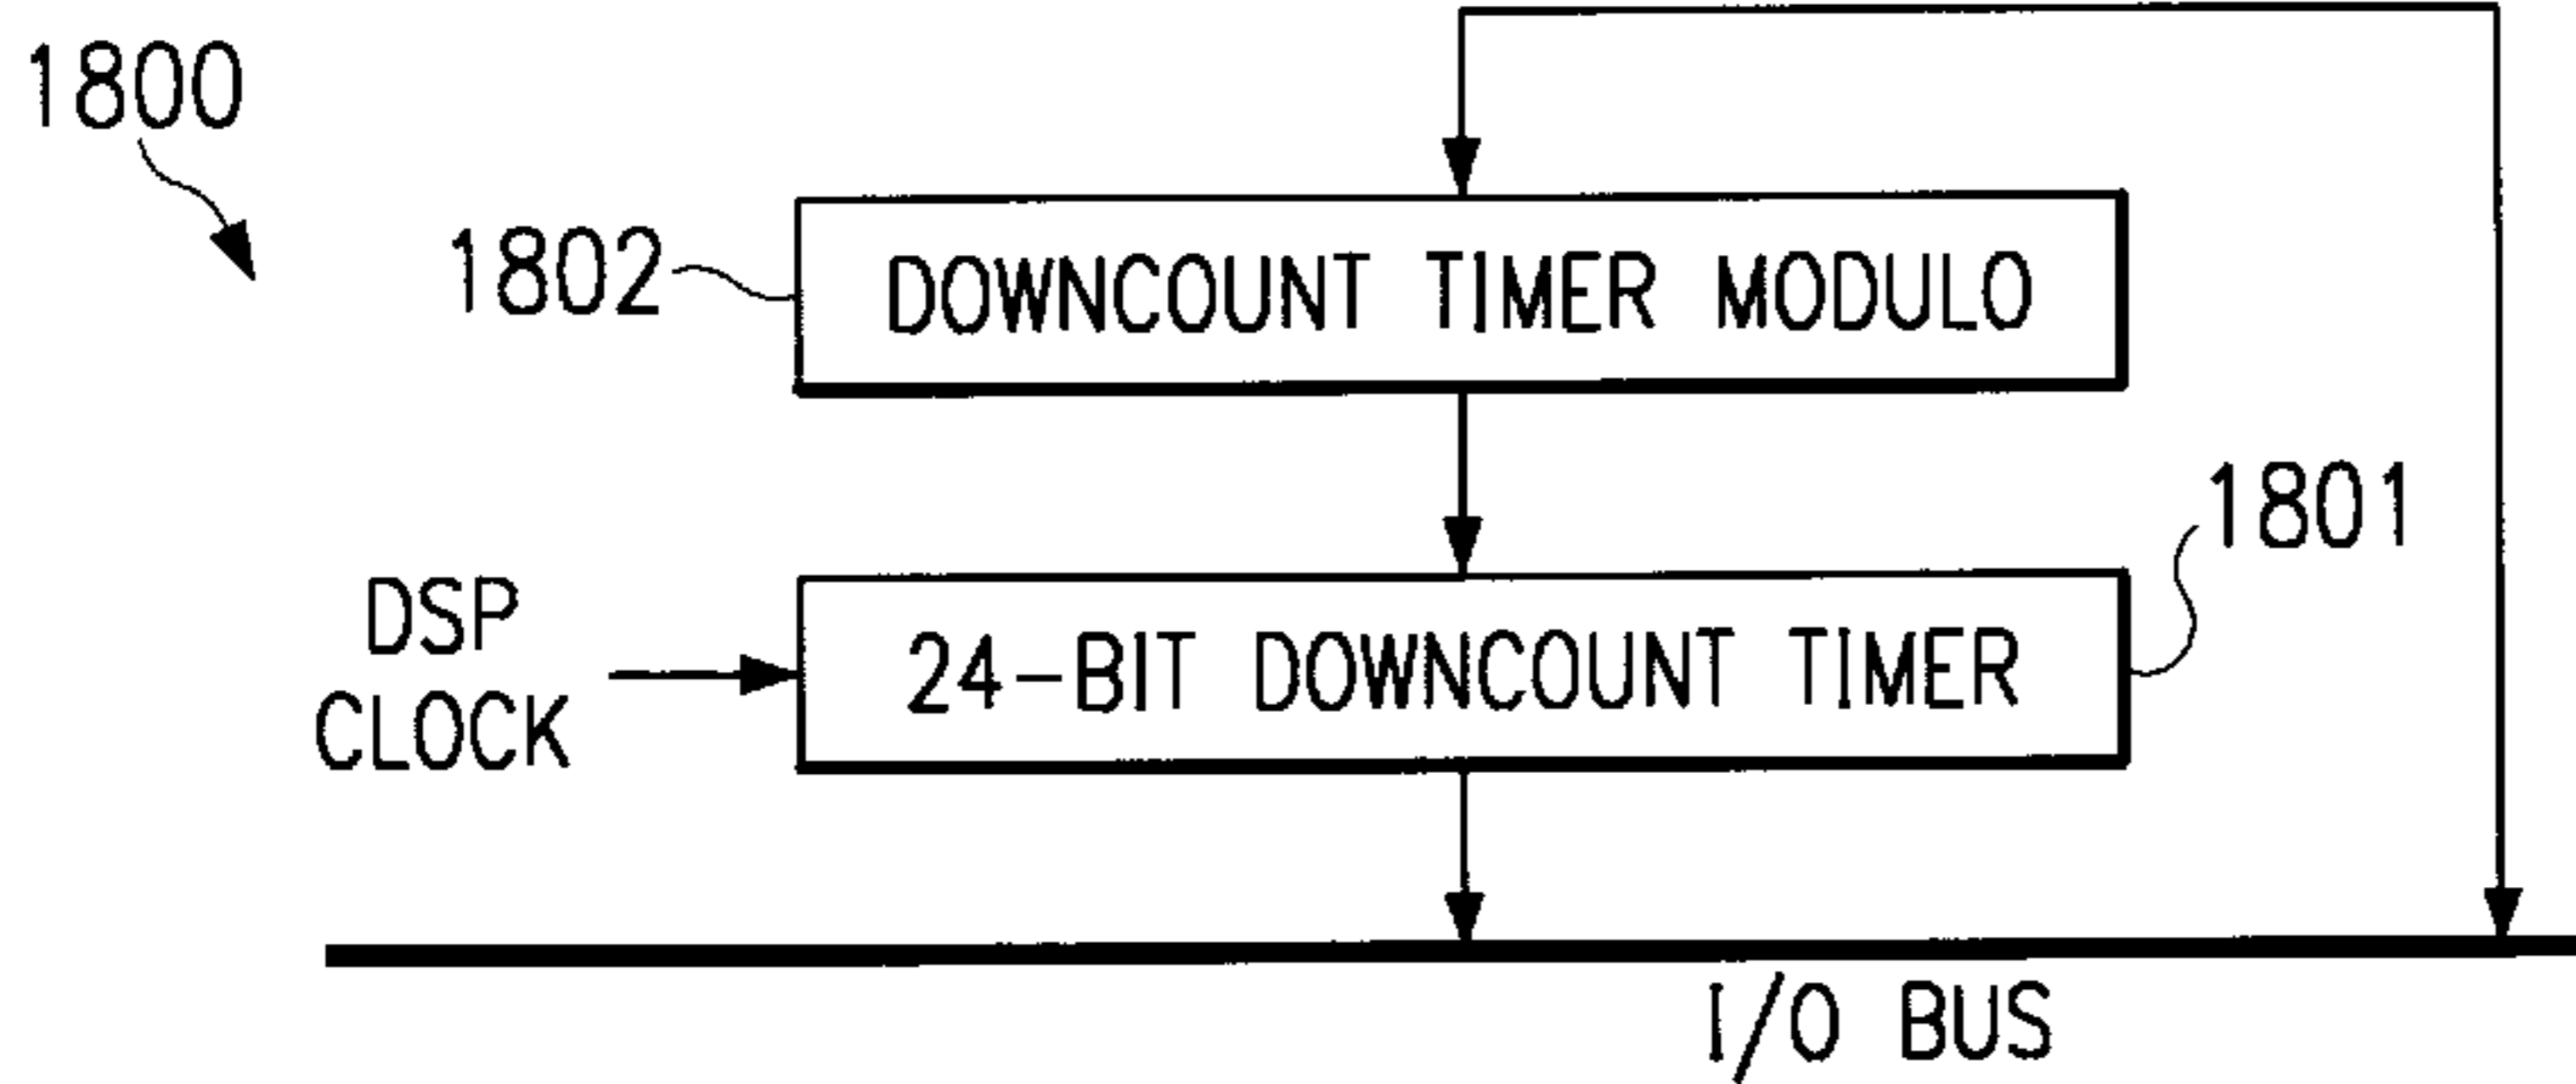 1800
1802
DOWNCOUNT TIMER MODULO
1801
DSP
CLOCK
24-BIT DOWNCOUNT TIMER
I/O BUS